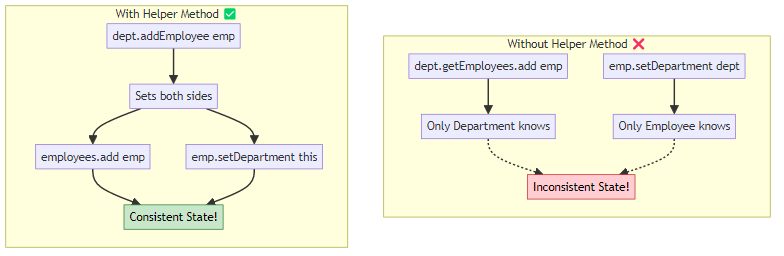 With Helper Method ✅
dept.addEmployee emp
Sets both sides
employees.add emp
emp.setDepartment this
Consistent State!
Without Helper Method ❌
dept.getEmployees.add emp
emp.setDepartment dept
Only Department knows
Only Employee knows
Inconsistent State!